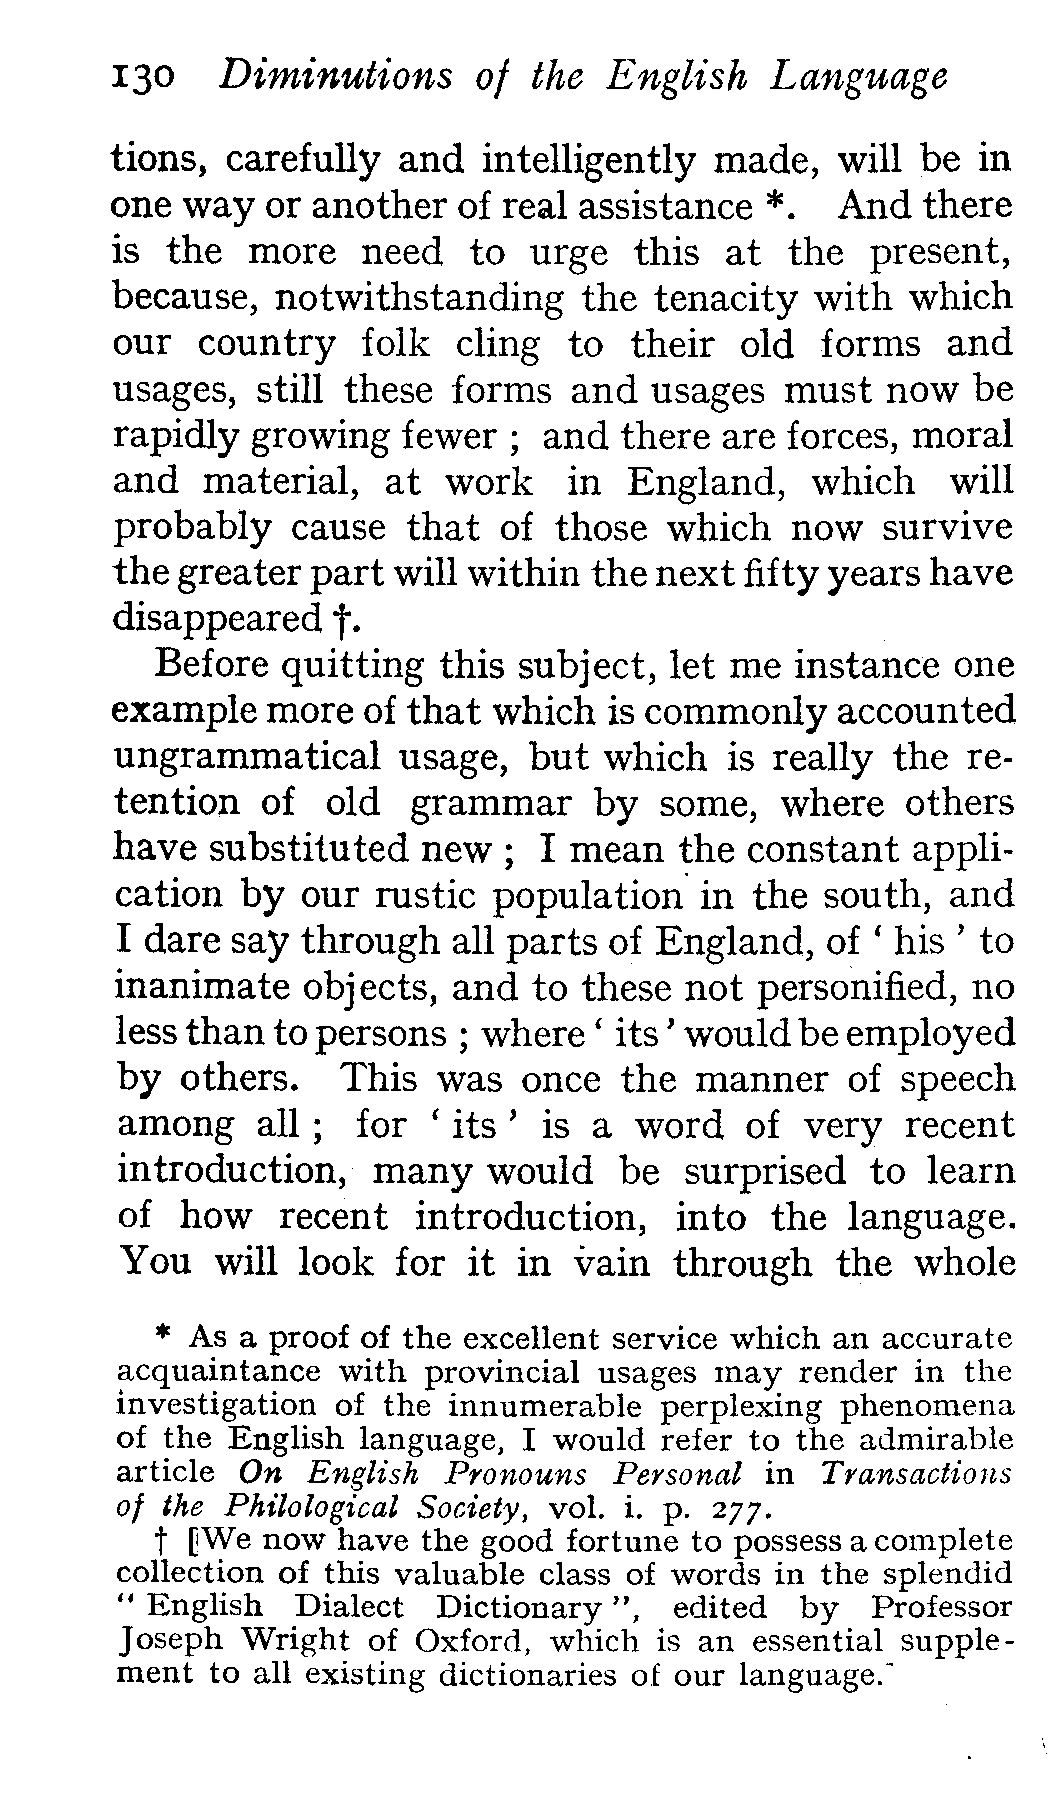 130 Diminutions of the English Language
tions, carefully and intelligently made, will be in
one way or another of real assistance *. And there
is the more need to urge this at the present,
because, notwithstanding the tenacity with which
our country folk cling to their old forms and
usages, still these forms and usages must now be
rapidly growing fewer ; and there are forces, moral
and material, at work in England, which will
probably cause that of those which now survive
the greater part will within the next fifty years have
disappeared †.
Before quitting this subject, let me instance one
example more of that which is commonly accounted
ungrammatical usage, but which is really the re-
tention of old grammar by some, where others
have substituted new ; I mean the constant appli-
cation by our rustic population in the south, and
I dare say through all parts of England, of ‘ his ’ to
inanimate objects, and to these not personified, no
less than to persons ; where ‘ its ’ would be employed
by others. This was once the manner of speech
among all ; for ‘ its ’ is a word of very recent
introduction, many would be surprised to learn
of how recent introduction, into the language.
You will look for it in vain through the whole
* As a proof of the excellent service which an accurate
acquaintance with provincial usages may render in the
investigation of the innumerable perplexing phenomena
of the English language, I would refer to the admirable
article On English Pronouns Personal in Transactions
of the Philological Society, vol. i. p. 277.
† [We now have the good fortune to possess a complete
collection of this valuable class of words in the splendid
“ English Dialect Dictionary ”, edited by Professor
Joseph Wright of Oxford, which is an essential supple-
ment to all existing dictionaries of our language.